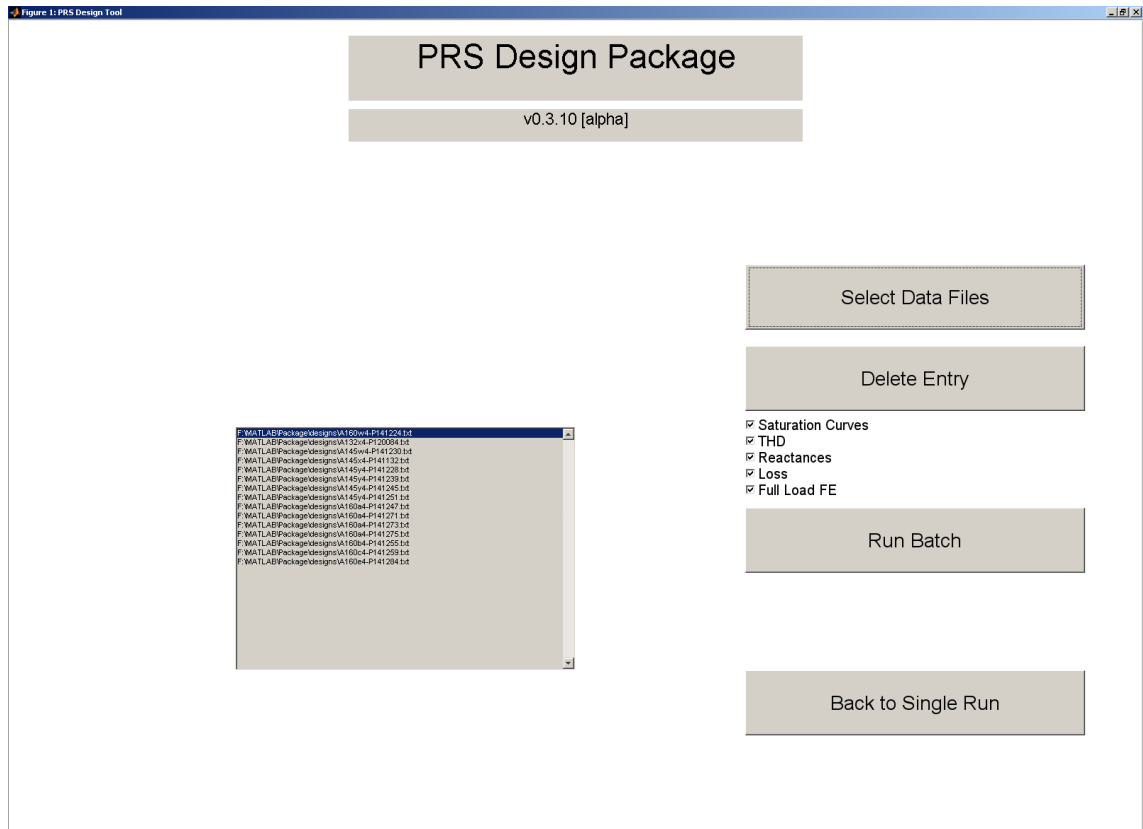 Figure 1: PRS Design Tool
PRS Design Package
v0.3.10 [alpha]
Select Data Files
Delete Entry
F:\MATLAB\Package\designs\A160w4-P141224.txt
F:\MATLAB\Package\designs\A132x4-P120084.txt
F:\MATLAB\Package\designs\A145w4-P141230.txt
F:\MATLAB\Package\designs\A145x4-P141132.txt
F:\MATLAB\Package\designs\A145y4-P141228.txt
F:\MATLAB\Package\designs\A145y4-P141239.txt
F:\MATLAB\Package\designs\A145y4-P141245.txt
F:\MATLAB\Package\designs\A145y4-P141251.txt
F:\MATLAB\Package\designs\A160a4-P141247.txt
F:\MATLAB\Package\designs\A160a4-P141271.txt
F:\MATLAB\Package\designs\A160a4-P141273.txt
F:\MATLAB\Package\designs\A160a4-P141275.txt
F:\MATLAB\Package\designs\A160b4-P141255.txt
F:\MATLAB\Package\designs\A160c4-P141259.txt
F:\MATLAB\Package\designs\A160e4-P141284.txt
Saturation Curves
THD
Reactances
Loss
Full Load FE
Run Batch
Back to Single Run